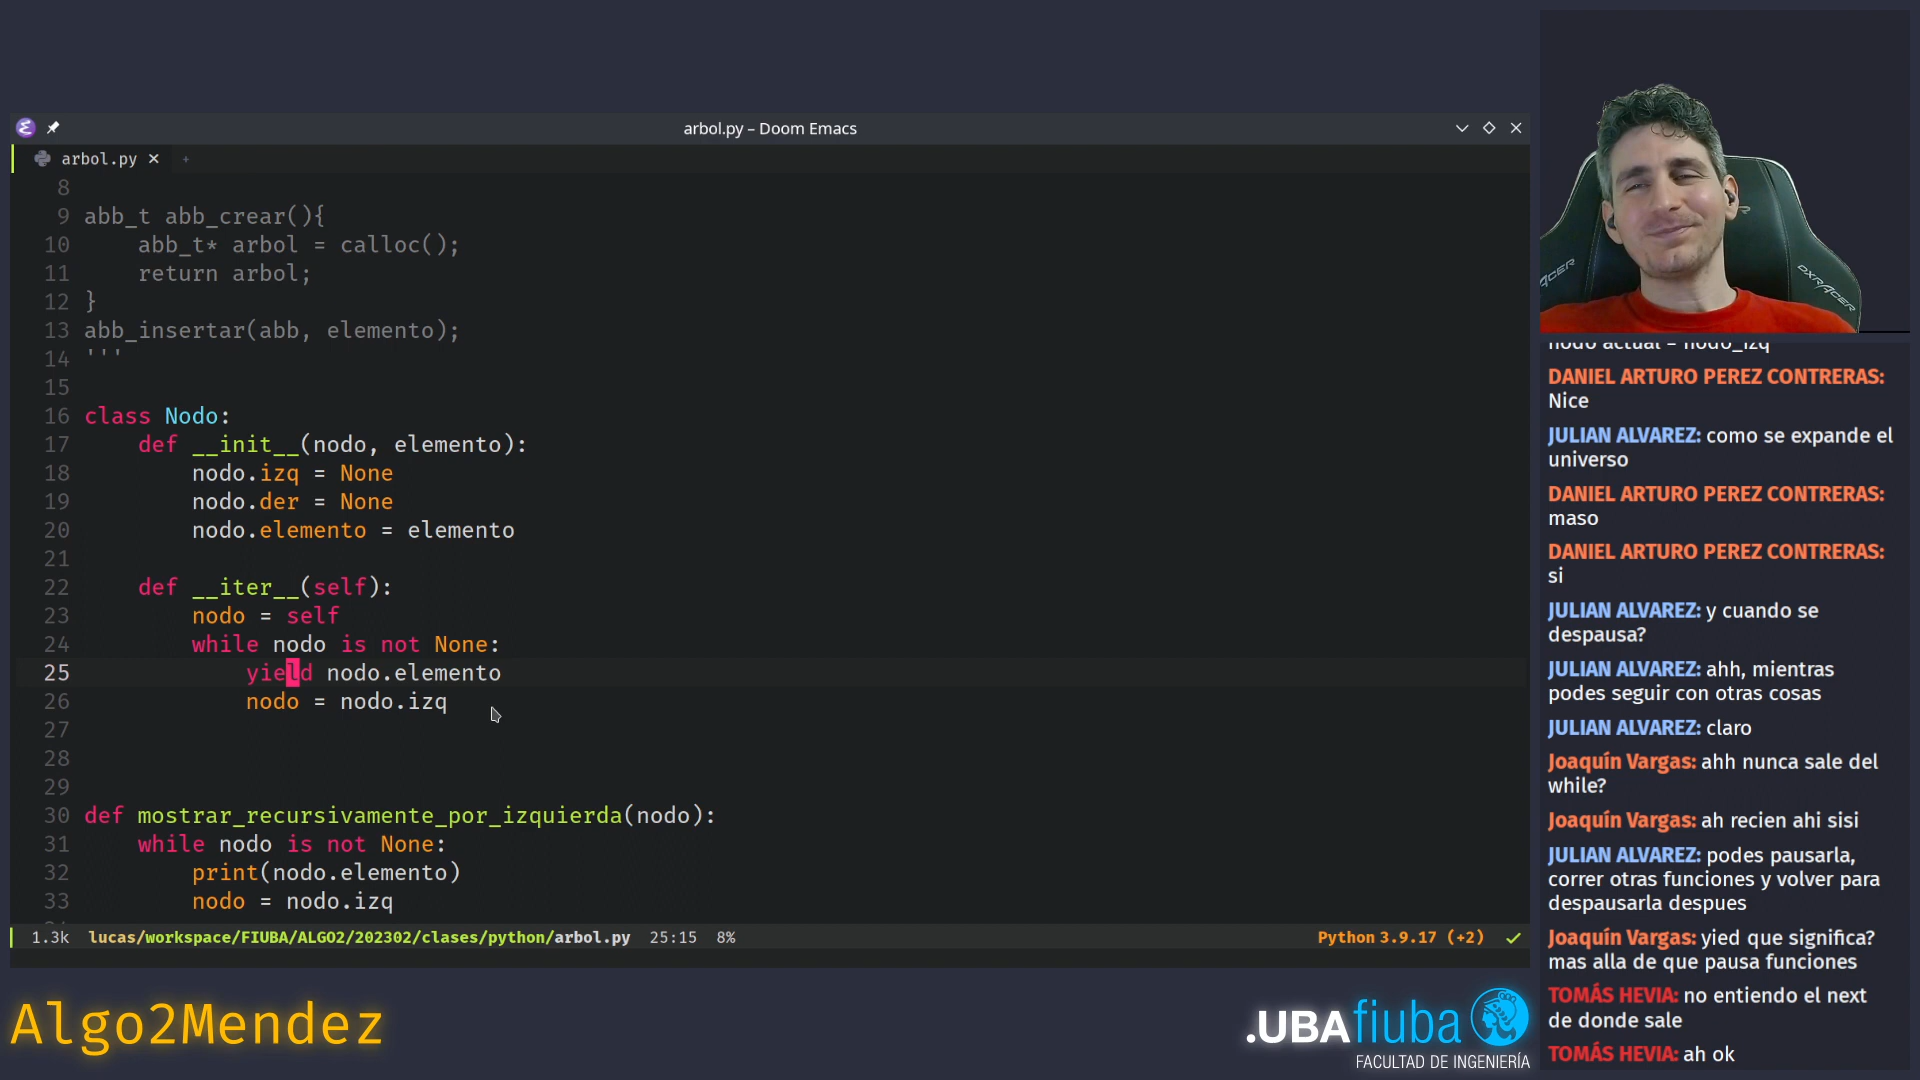 arbol.py – Doom Emacs
arbol.py
8
9 abb_t abb_crear(){
10 abb_t* arbol = calloc();
11 return arbol;
12 }
13 abb_insertar(abb, elemento);
14 '''
15
16 class Nodo:
17 def __init__(nodo, elemento):
18 nodo.izq = None
19 nodo.der = None
20 nodo.elemento = elemento
21
22 def __iter__(self):
23 nodo = self
24 while nodo is not None:
25 yield nodo.elemento
26 nodo = nodo.izq
27
28
29
30 def mostrar_recursivamente_por_izquierda(nodo):
31 while nodo is not None:
32 print(nodo.elemento)
33 nodo = nodo.izq
1.3k lucas/workspace/FIUBA/ALGO2/202302/clases/python/arbol.py 25:15 8% Python 3.9.17 (+2)
Algo2Mendez
.UBAfiuba
FACULTAD DE INGENIERÍA
DXRACER
nodo actual = nodo_izq
DANIEL ARTURO PEREZ CONTRERAS:
Nice
JULIAN ALVAREZ: como se expande el
universo
DANIEL ARTURO PEREZ CONTRERAS:
maso
DANIEL ARTURO PEREZ CONTRERAS:
si
JULIAN ALVAREZ: y cuando se
despausa?
JULIAN ALVAREZ: ahh, mientras
podes seguir con otras cosas
JULIAN ALVAREZ: claro
Joaquín Vargas: ahh nunca sale del
while?
Joaquín Vargas: ah recien ahi sisi
JULIAN ALVAREZ: podes pausarla,
correr otras funciones y volver para
despausarla despues
Joaquín Vargas: yied que significa?
mas alla de que pausa funciones
TOMÁS HEVIA: no entiendo el next
de donde sale
TOMÁS HEVIA: ah ok